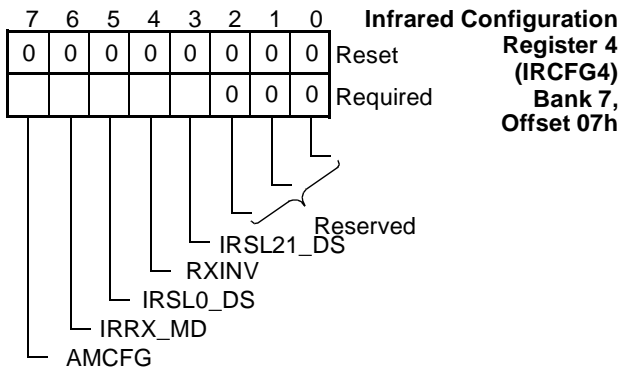 7 6 5 4 3 2 1 0
Infrared Configuration
Register 4
(IRCFG4)
Bank 7,
Offset 07h
0 0 0 0 0 0 0 0 Reset
0 0 0 Required
Reserved
IRSL21_DS
RXINV
IRSL0_DS
IRRX_MD
AMCFG